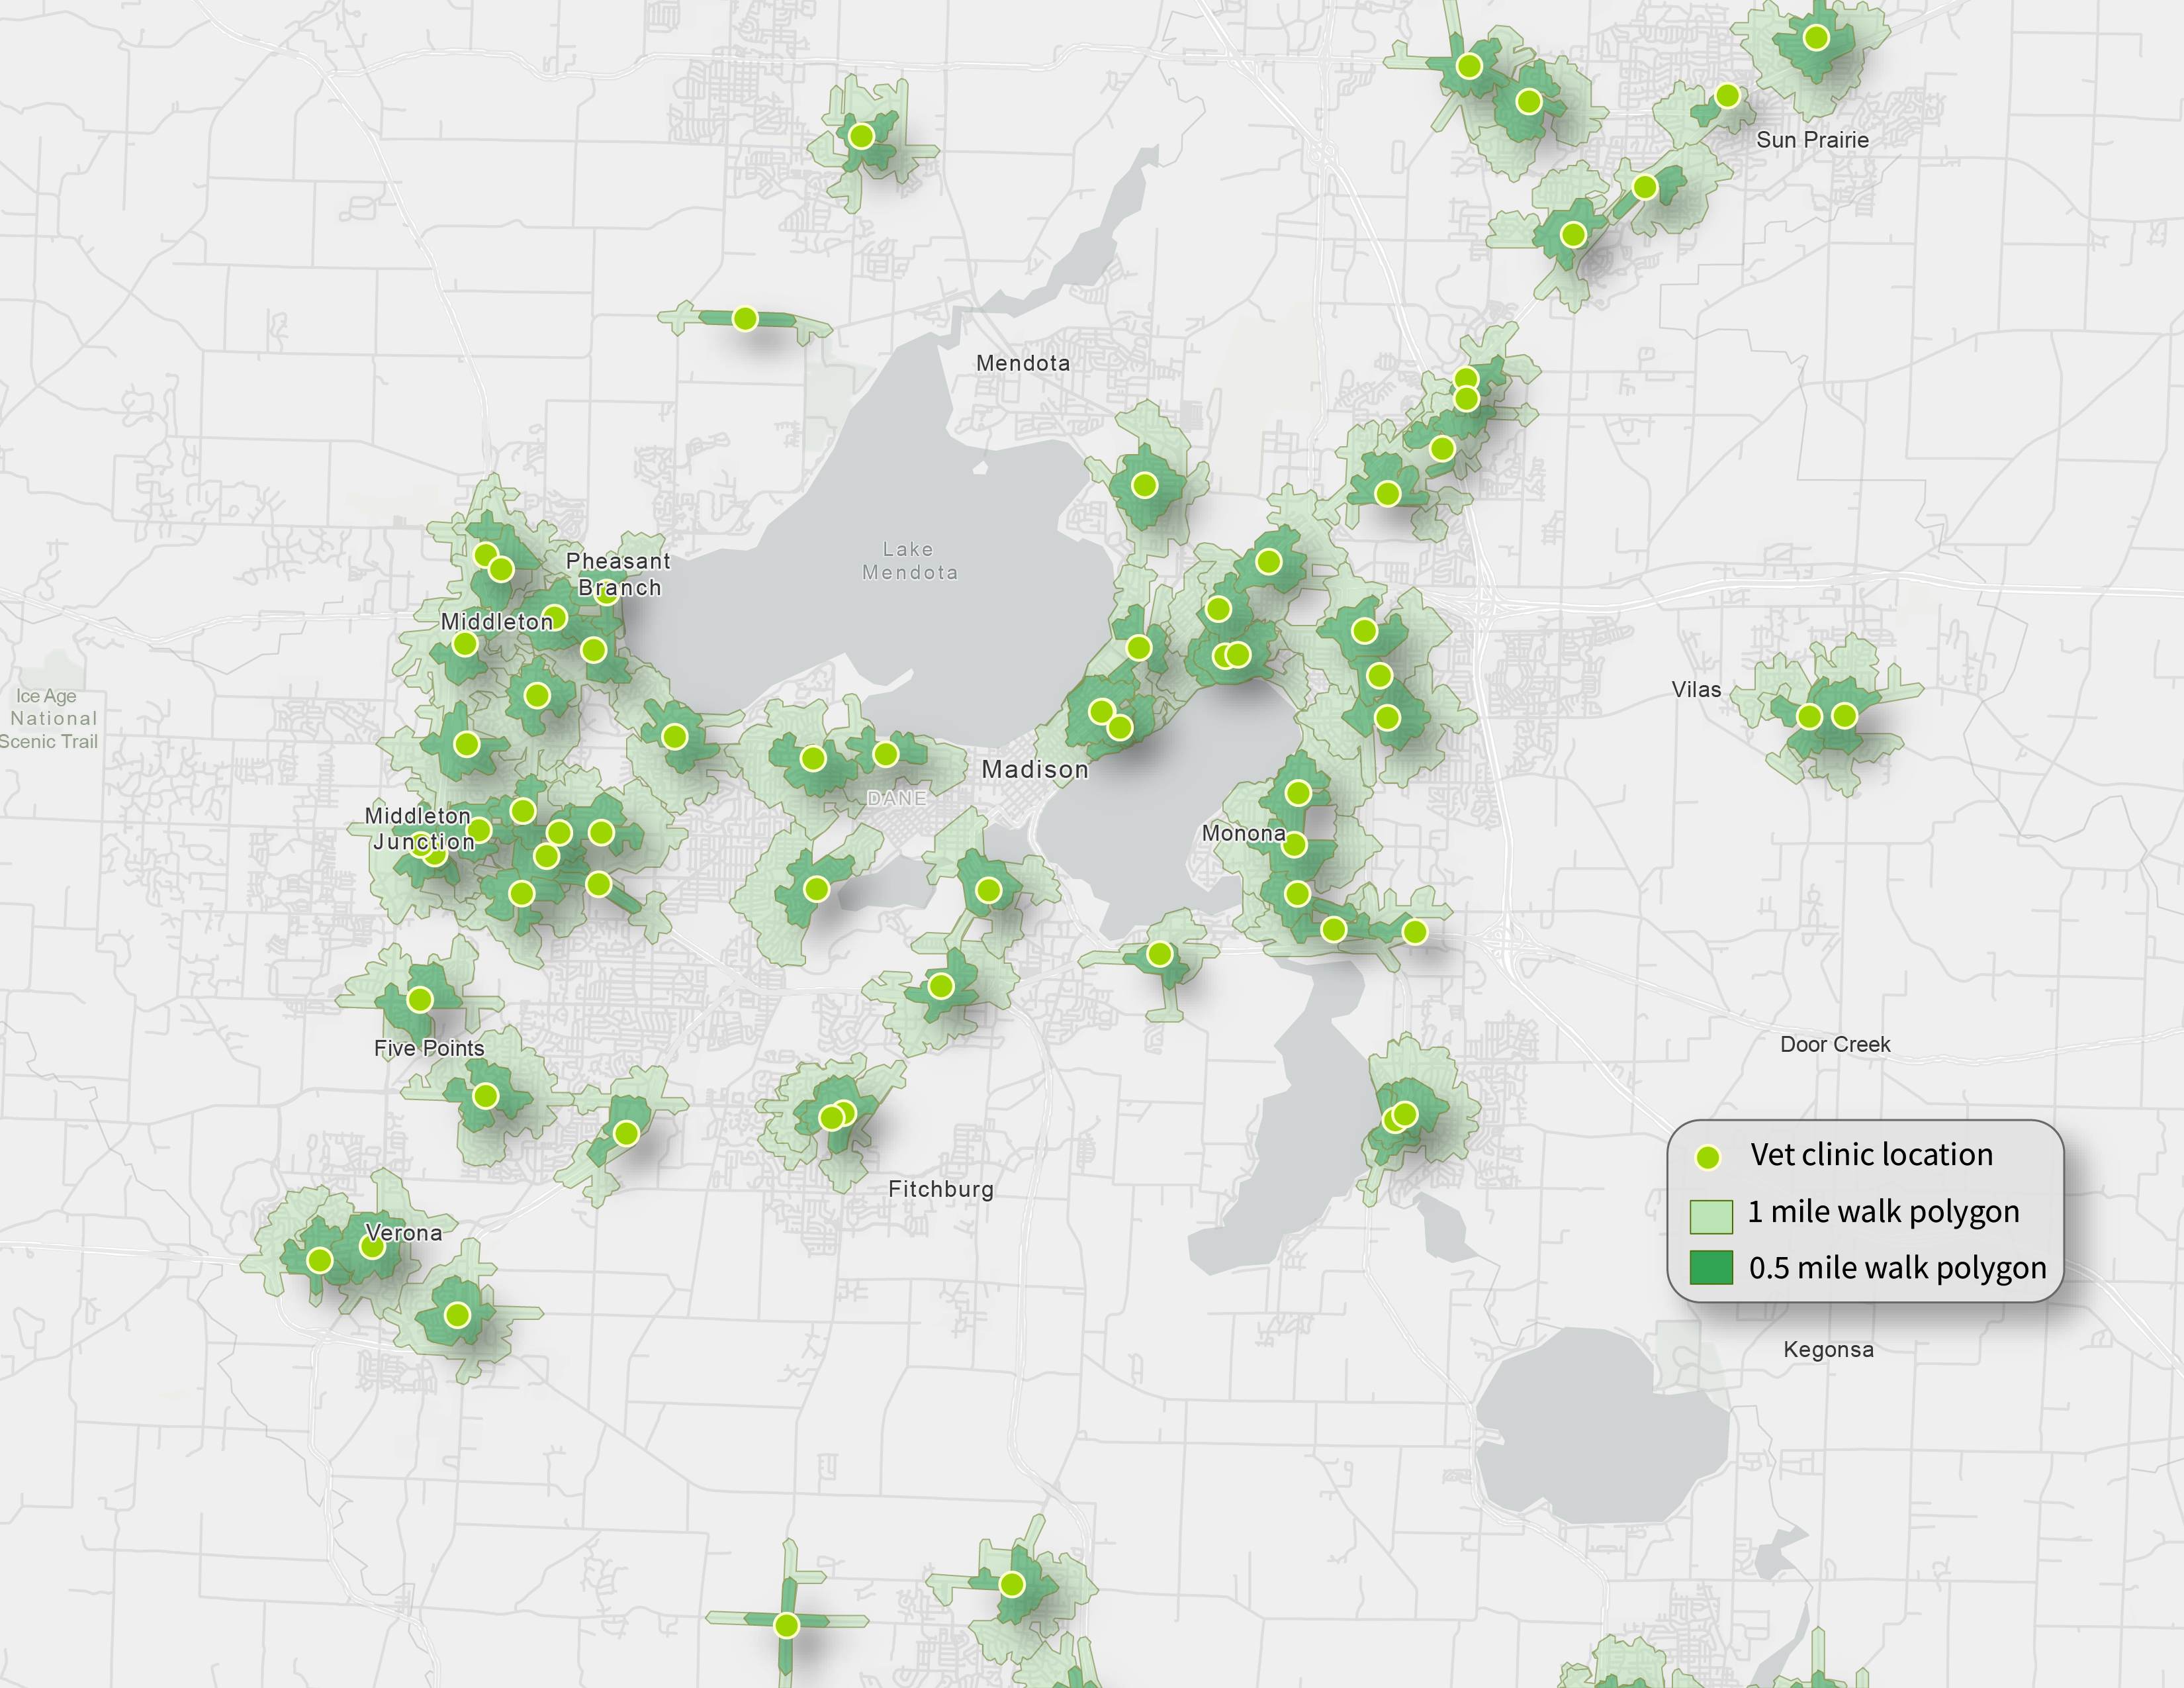 Sun Prairie
Mendota
Lake
Mendota
Pheasant
Branch
Middleton
Ice Age
National
Scenic Trail
Vilas
Madison
DANE
Middleton
Junction
Monona
Five Points
Door Creek
Vet clinic location
1 mile walk polygon
0.5 mile walk polygon
Fitchburg
Verona
Kegonsa